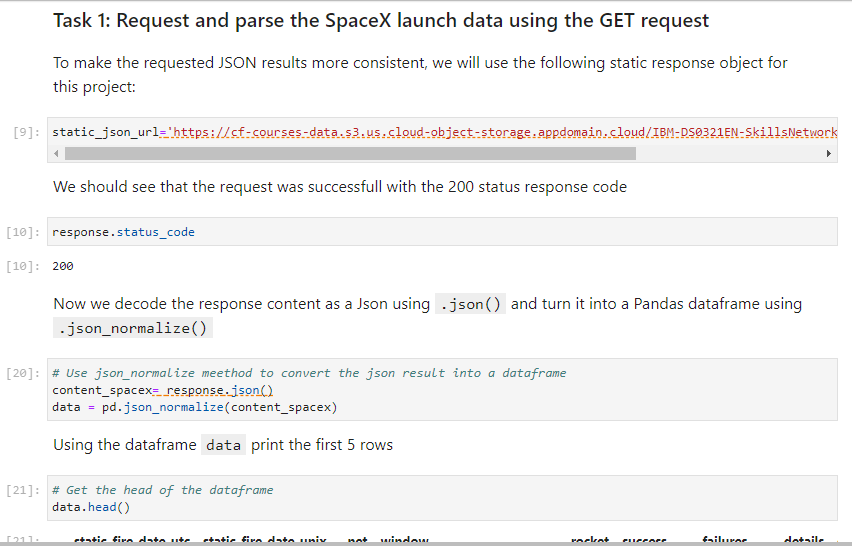 Task 1: Request and parse the SpaceX launch data using the GET request
To make the requested JSON results more consistent, we will use the following static response object for
this project:
[9]: static_json_url='https://cf-courses-data.s3.us.cloud-object-storage.appdomain.cloud/IBM-DS0321EN-SkillsNetwork
We should see that the request was successfull with the 200 status response code
[10]: response.status_code
[10]: 200
Now we decode the response content as a Json using .json() and turn it into a Pandas dataframe using
.json_normalize()
[20]: # Use json_normalize meethod to convert the json result into a dataframe
content_spacex= response.json()
data = pd.json_normalize(content_spacex)
Using the dataframe data print the first 5 rows
[21]: # Get the head of the dataframe
data.head()
[21]: static_fire_date_utc static_fire_date_unix net window rocket success failures details